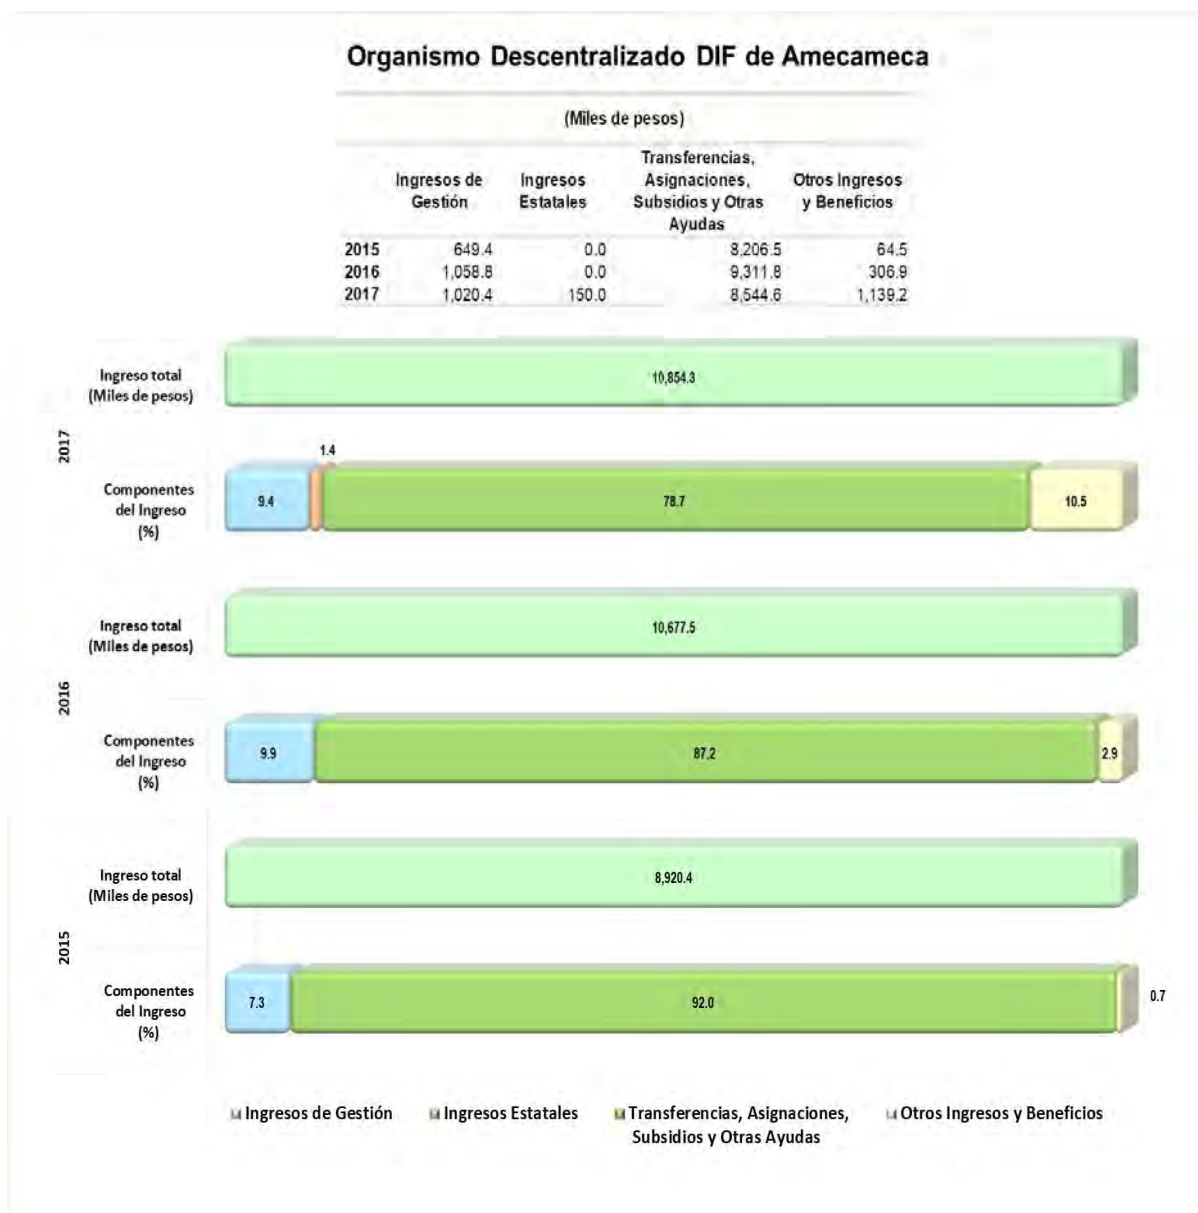 Organismo Descentralizado DIF de Amecameca
(Miles de pesos)
Ingresos de Gestión
Ingresos Estatales
Transferencias, Asignaciones, Subsidios y Otras Ayudas
Otros Ingresos y Beneficios
2015 649.4 0.0 8,206.5 64.5
2016 1,058.8 0.0 9,311.8 306.9
2017 1,020.4 150.0 8,544.6 1,139.2
2017
Ingreso total
(Miles de pesos)
10,854.3
1.4
Componentes
del Ingreso
(%)
9.4 78.7 10.5
2016
Ingreso total
(Miles de pesos)
10,677.5
Componentes
del Ingreso
(%)
9.9 87.2 2.9
2015
Ingreso total
(Miles de pesos)
8,920.4
Componentes
del Ingreso
(%)
7.3 92.0 0.7
Ingresos de Gestión
Ingresos Estatales
Transferencias, Asignaciones,
Subsidios y Otras Ayudas
Otros Ingresos y Beneficios